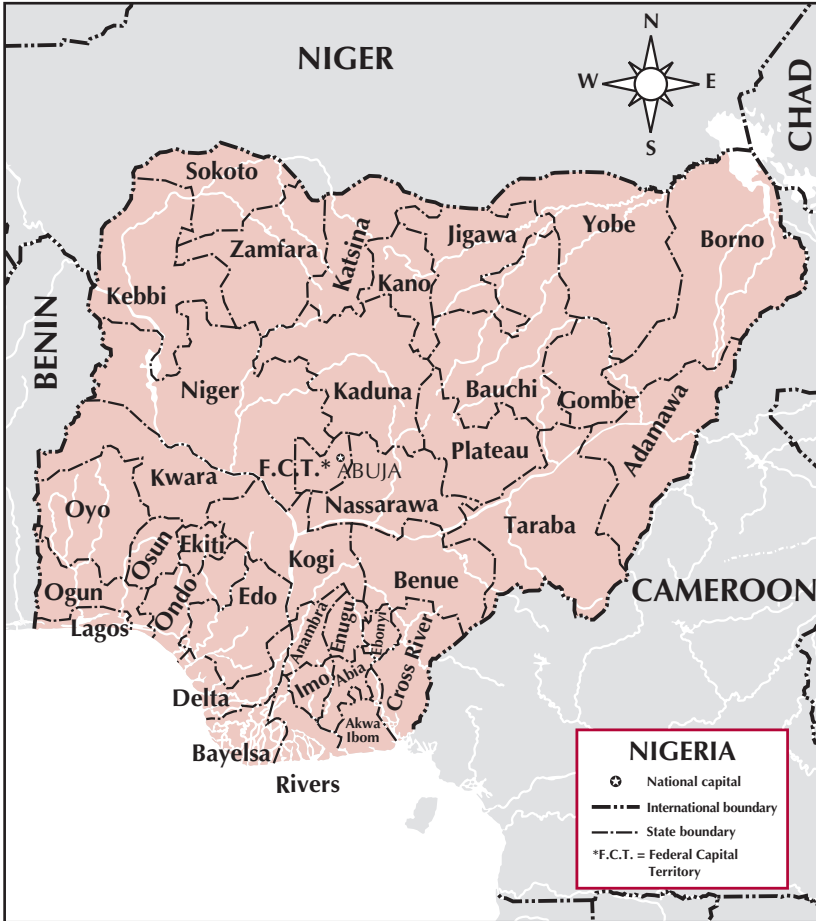 N
NIGER
W
E
CHAD
S
Sokoto
Katsina
Zamfara
Jigawa
Yobe
Borno
Kano
Kebbi
BENIN
Niger
Kaduna
Bauchi
Gombe
Adamawa
Plateau
F.C.T.* ABUJA
Kwara
Nassarawa
Oyo
Taraba
Osun
Ekiti
Kogi
Benue
Ogun
Ondo
Edo
CAMEROON
Lagos
Anambra
Enugu
Ebonyi
Cross River
Imo
Abia
Delta
Akwa
Ibom
Bayelsa
Rivers
NIGERIA
National capital
International boundary
State boundary
*F.C.T. = Federal Capital
Territory